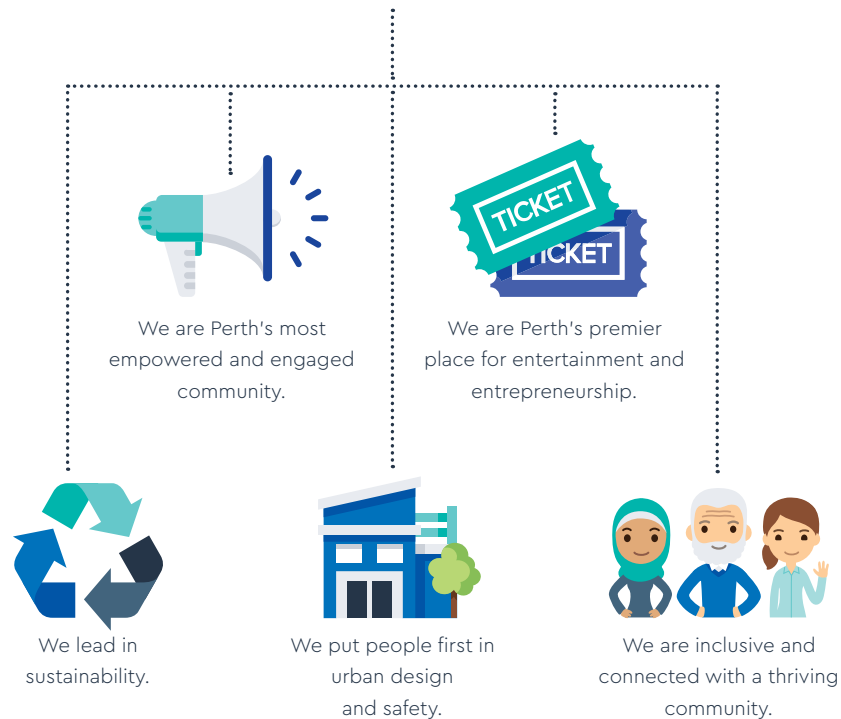 TICKET
TICKET
We are Perth's most
empowered and engaged
community.
We are Perth's premier
place for entertainment and
entrepreneurship.
We lead in
sustainability.
We put people first in
urban design
and safety.
We are inclusive and
connected with a thriving
community.